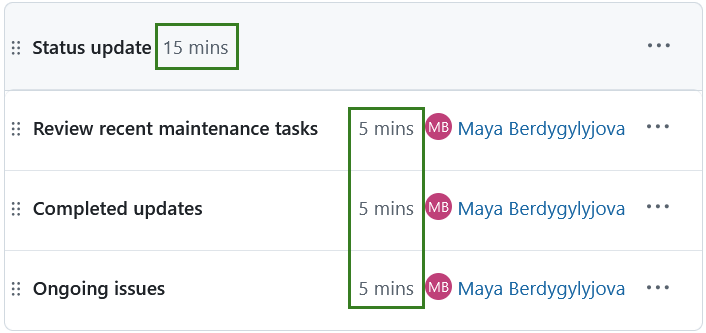 Status update 15 mins
Review recent maintenance tasks 5 mins MB Maya Berdygylyjova
Completed updates 5 mins MB Maya Berdygylyjova
Ongoing issues 5 mins MB Maya Berdygylyjova